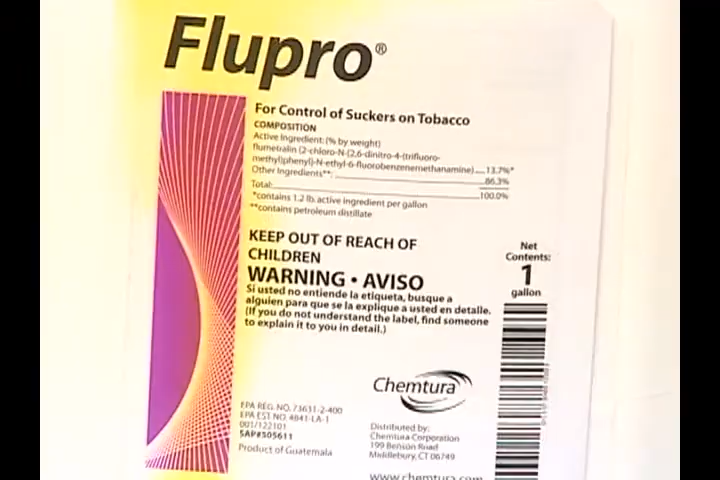 Flupro®
For Control of Suckers on Tobacco
COMPOSITION
Active Ingredient: (% by weight)
flumetralin (2-chloro-N-(2,6-dinitro-4-(trifluoro-
methyl)phenyl)-N-ethyl-6-fluorobenzenemethanamine)....13.7%*
Other Ingredients**: 86.3%
Total: 100.0%
*contains 1.2 lb. active ingredient per gallon
**contains petroleum distillate
KEEP OUT OF REACH OF
CHILDREN
WARNING • AVISO
Si usted no entiende la etiqueta, busque a
alguien para que se la explique a usted en detalle.
(If you do not understand the label, find someone
to explain it to you in detail.)
Net
Contents:
1
gallon
Chemtura
EPA REG. NO. 73631-2-400
EPA EST. NO. 4841-LA-1
001/122101
SAP#505611
Product of Guatemala
Distributed by:
Chemtura Corporation
199 Benson Road
Middlebury, CT 06749
www.chemtura.com